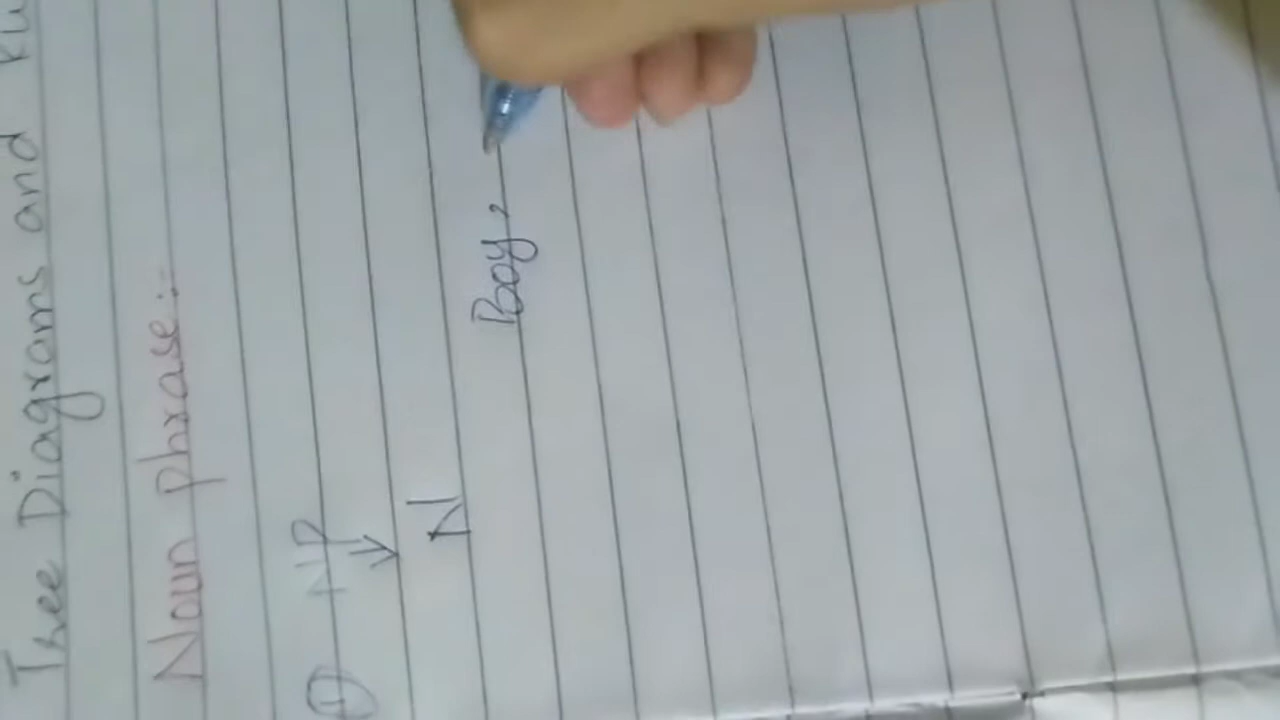 Tree Diagrams and
Noun phrase :-
① NP
↓
N
Boy,